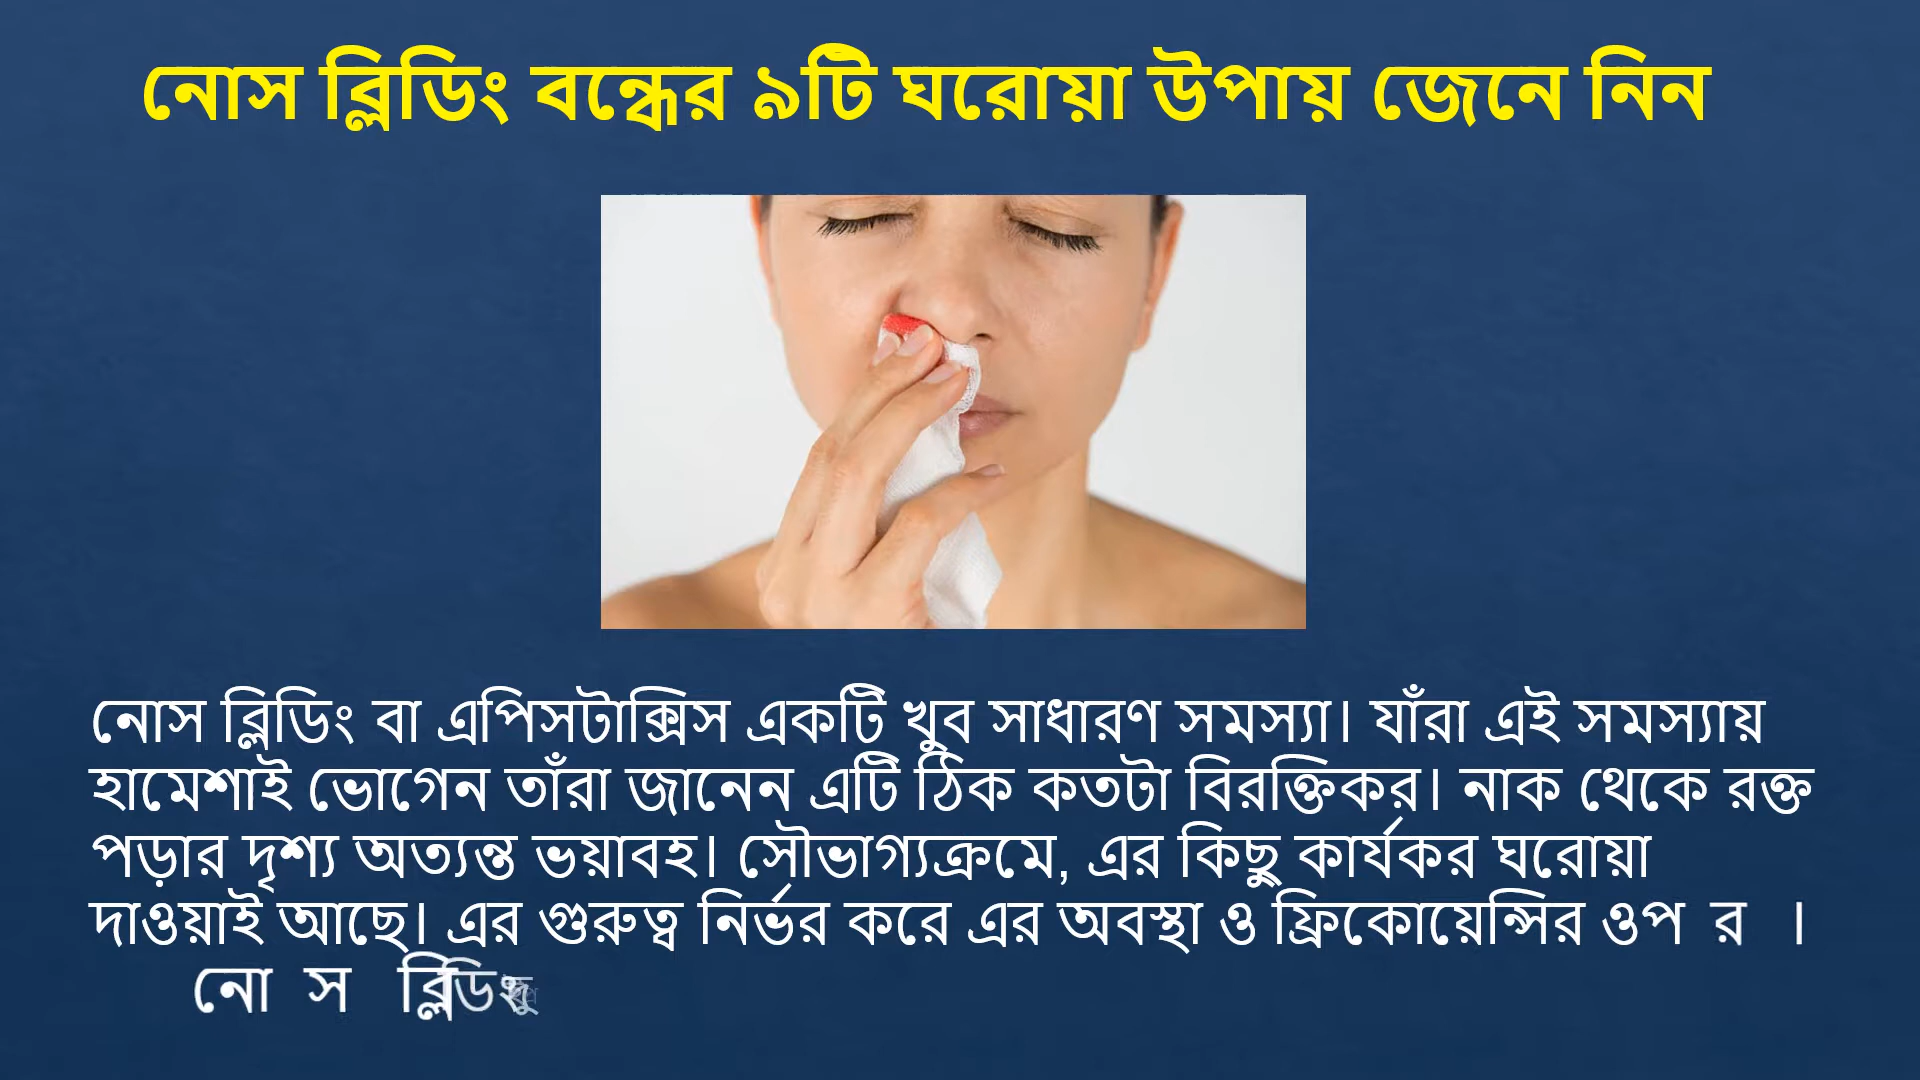 নোস ব্লিডিং বন্ধের ৯টি ঘরোয়া উপায় জেনে নিন
নোস ব্লিডিং বা এপিসটাক্সিস একটি খুব সাধারণ সমস্যা। যাঁরা এই সমস্যায়
হামেশাই ভোগেন তাঁরা জানেন এটি ঠিক কতটা বিরক্তিকর। নাক থেকে রক্ত
পড়ার দৃশ্য অত্যন্ত ভয়াবহ। সৌভাগ্যক্রমে, এর কিছু কার্যকর ঘরোয়া
দাওয়াই আছে। এর গুরুত্ব নির্ভর করে এর অবস্থা ও ফ্রিকোয়েন্সির ওপর ।
নোস ব্লিডিং